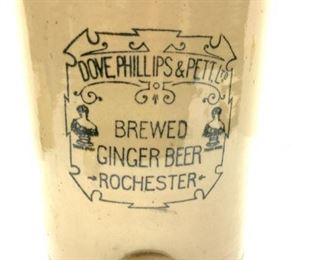 DOVE, PHILLIPS & PETT, LD
BREWED
GINGER BEER
ROCHESTER